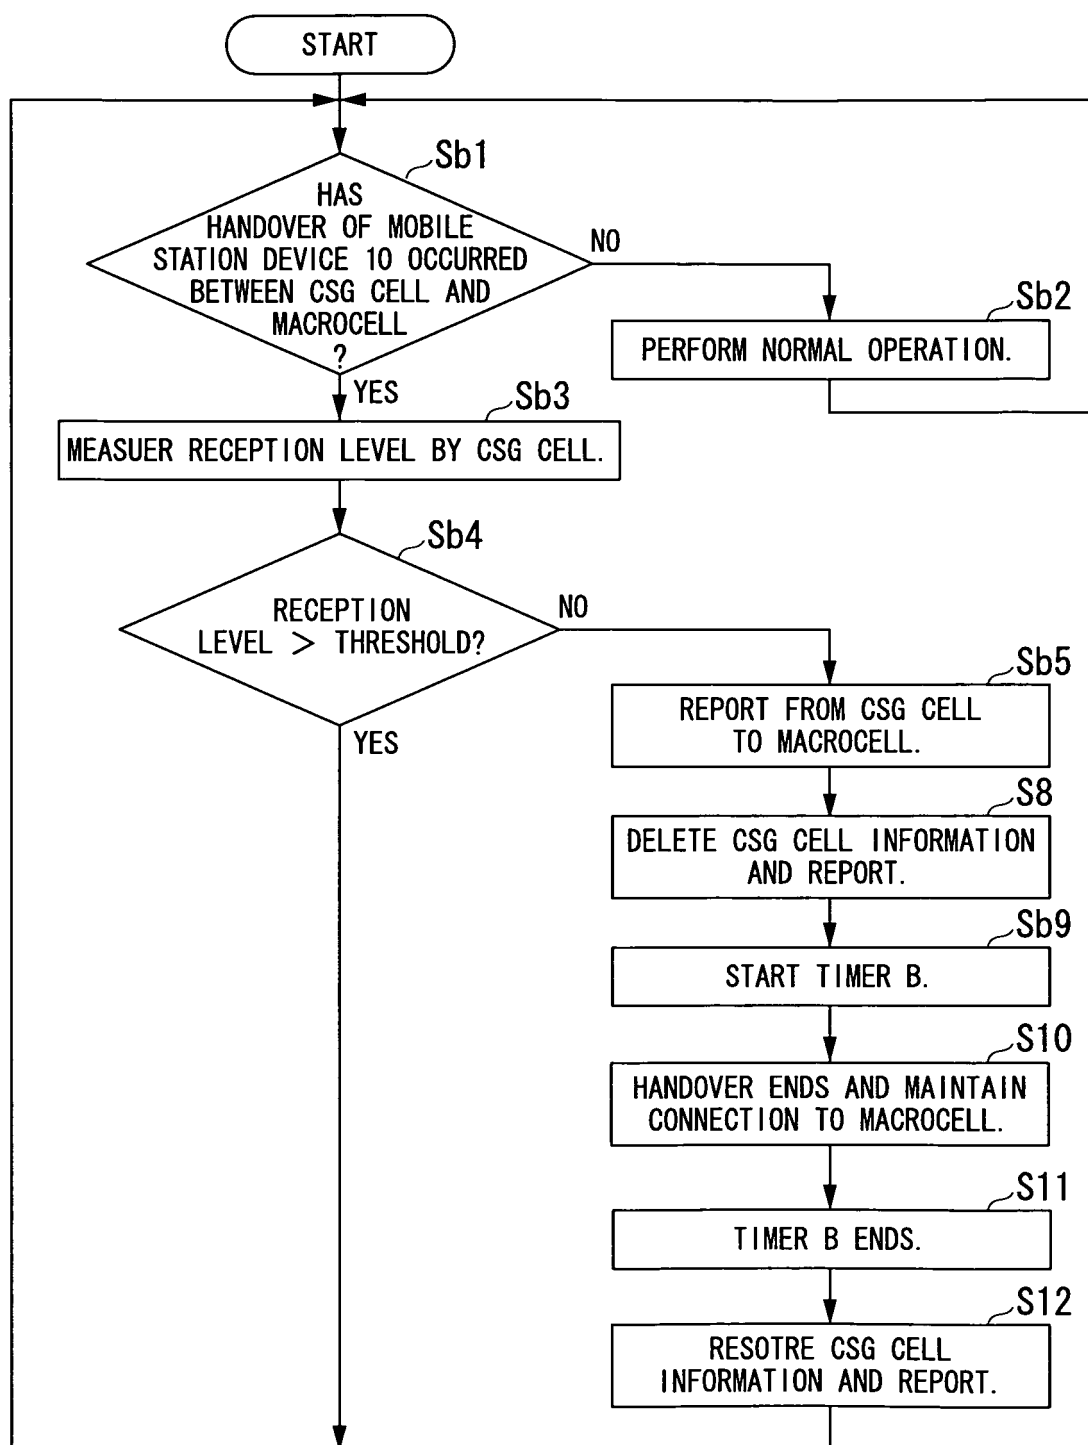 START
Sb1
HAS
HANDOVER OF MOBILE
STATION DEVICE 10 OCCURRED
BETWEEN CSG CELL AND
MACROCELL
?
NO
Sb2
PERFORM NORMAL OPERATION.
YES
Sb3
MEASUER RECEPTION LEVEL BY CSG CELL.
Sb4
RECEPTION
LEVEL > THRESHOLD?
NO
YES
Sb5
REPORT FROM CSG CELL
TO MACROCELL.
S8
DELETE CSG CELL INFORMATION
AND REPORT.
Sb9
START TIMER B.
S10
HANDOVER ENDS AND MAINTAIN
CONNECTION TO MACROCELL.
S11
TIMER B ENDS.
S12
RESOTRE CSG CELL
INFORMATION AND REPORT.